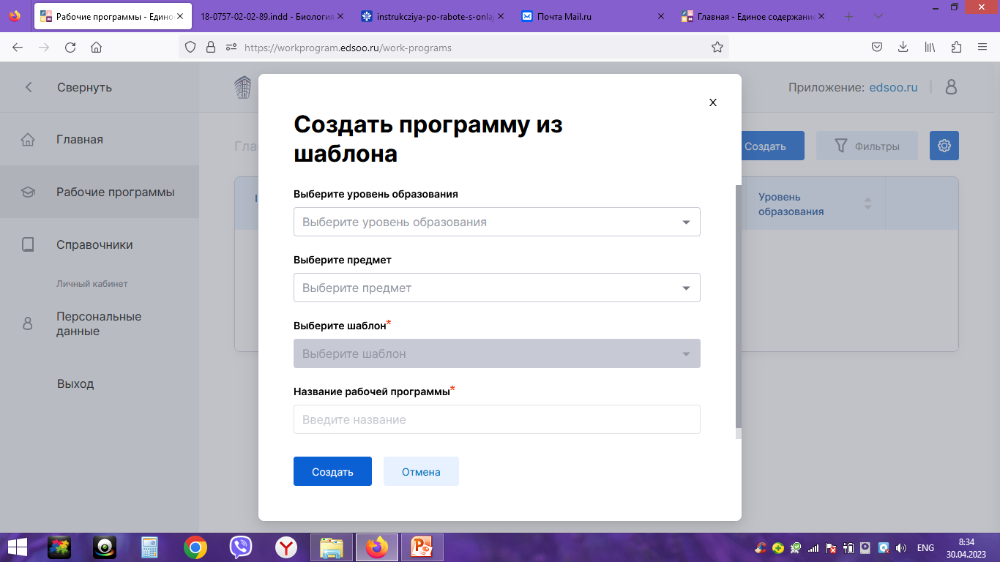 Рабочие программы - Едино
18-0757-02-02-89.indd - Биология
instrukcziya-po-rabote-s-onla
Почта Mail.ru
Главная - Единое содержание
https://workprogram.edsoo.ru/work-programs
Свернуть
Приложение: edsoo.ru
Главная
Рабочие программы
Справочники
Личный кабинет
Персональные
данные
Выход
Гла
Создать
Фильтры
Уровень
образования
X
Создать программу из
шаблона
Выберите уровень образования
Выберите уровень образования
Выберите предмет
Выберите предмет
Выберите шаблон*
Выберите шаблон
Название рабочей программы*
Введите название
Создать
Отмена
ENG
8:34
30.04.2023